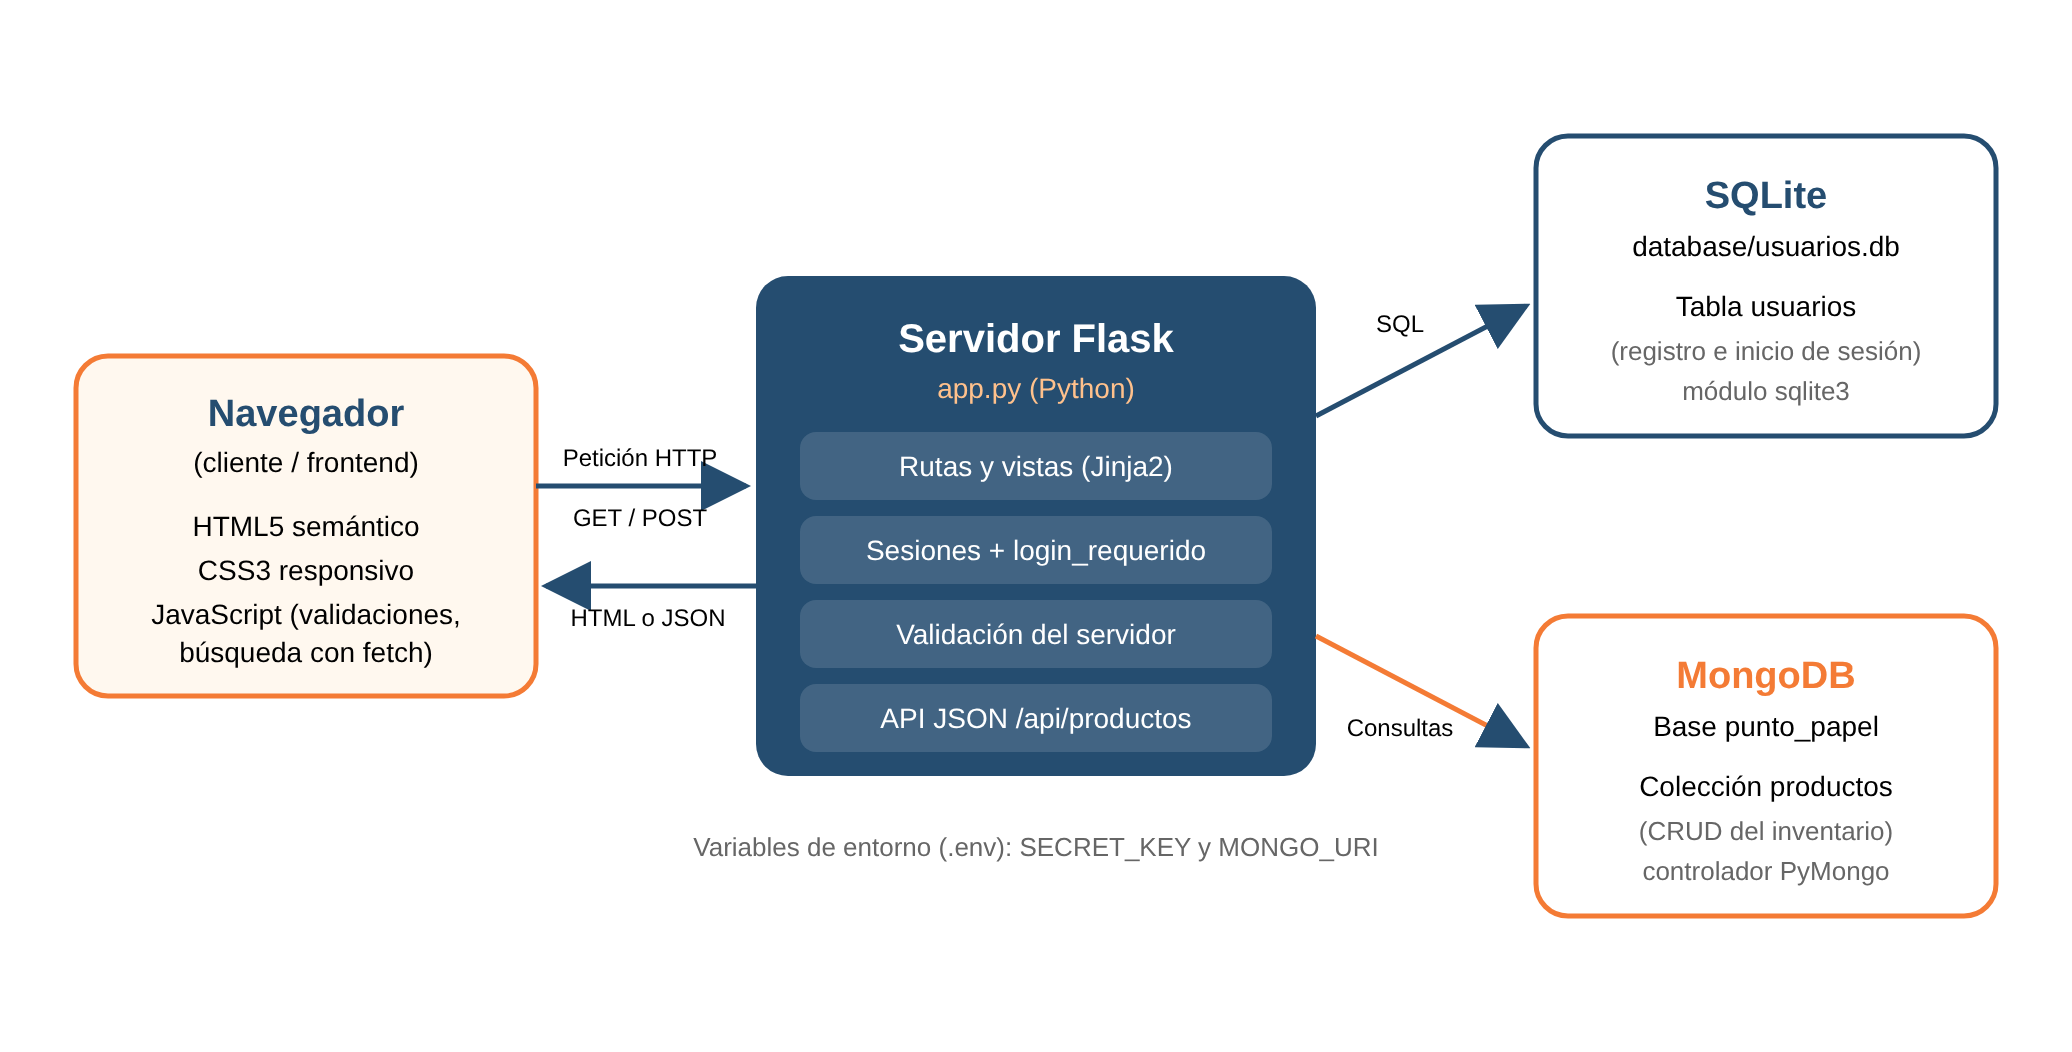 Navegador
(cliente / frontend)
HTML5 semántico
CSS3 responsivo
JavaScript (validaciones,
búsqueda con fetch)
Petición HTTP
GET / POST
HTML o JSON
Servidor Flask
app.py (Python)
Rutas y vistas (Jinja2)
Sesiones + login_requerido
Validación del servidor
API JSON /api/productos
Variables de entorno (.env): SECRET_KEY y MONGO_URI
SQL
Consultas
SQLite
database/usuarios.db
Tabla usuarios
(registro e inicio de sesión)
módulo sqlite3
MongoDB
Base punto_papel
Colección productos
(CRUD del inventario)
controlador PyMongo